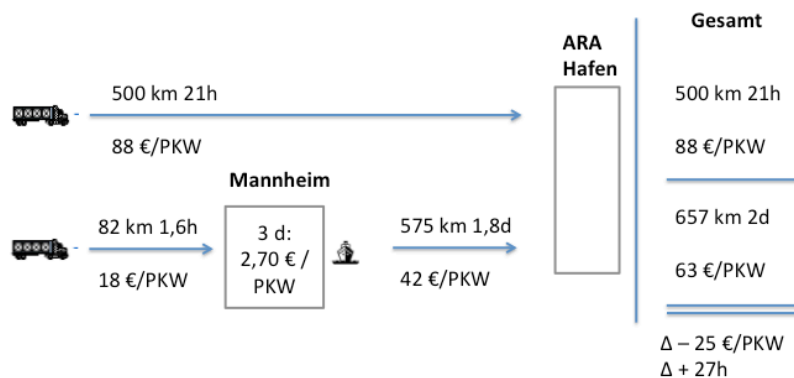 Gesamt
ARA
Hafen
500 km 21h
88 €/PKW
500 km 21h
88 €/PKW
Mannheim
82 km 1,6h
18 €/PKW
3 d:
2,70 € /
PKW
575 km 1,8d
42 €/PKW
657 km 2d
63 €/PKW
Δ – 25 €/PKW
Δ + 27h